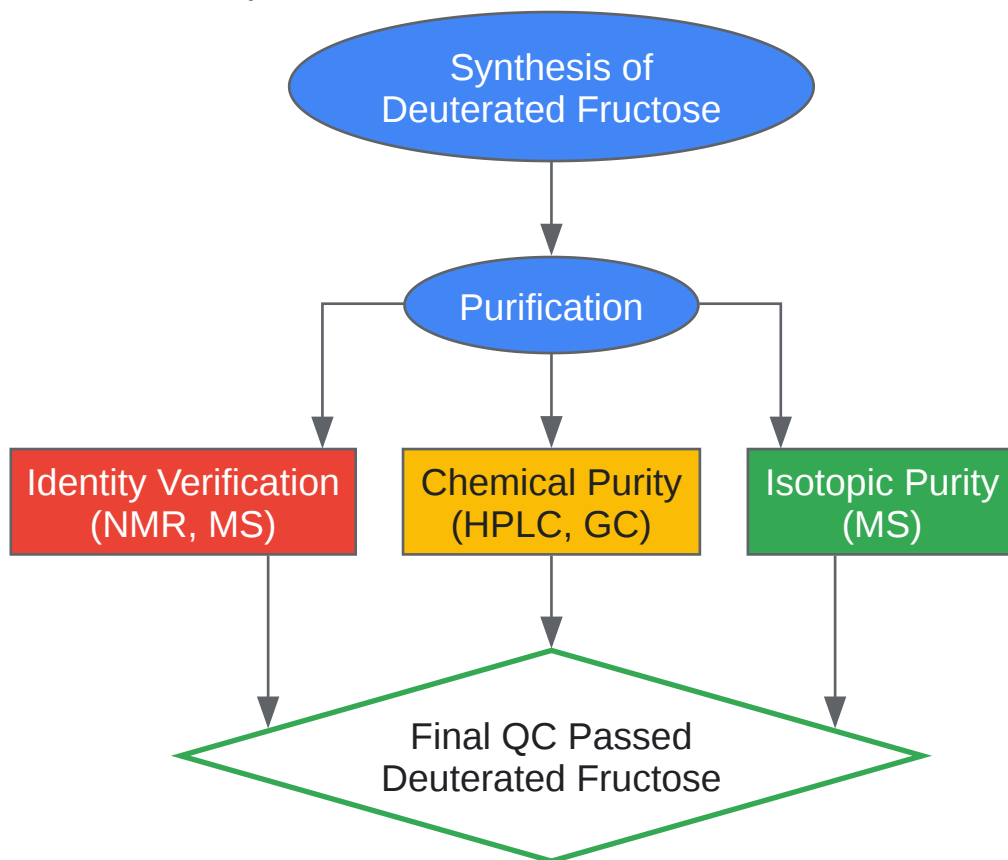 Synthesis of
Deuterated Fructose
Purification
Identity Verification
(NMR, MS)
Chemical Purity
(HPLC, GC)
Isotopic Purity
(MS)
Final QC Passed
Deuterated Fructose